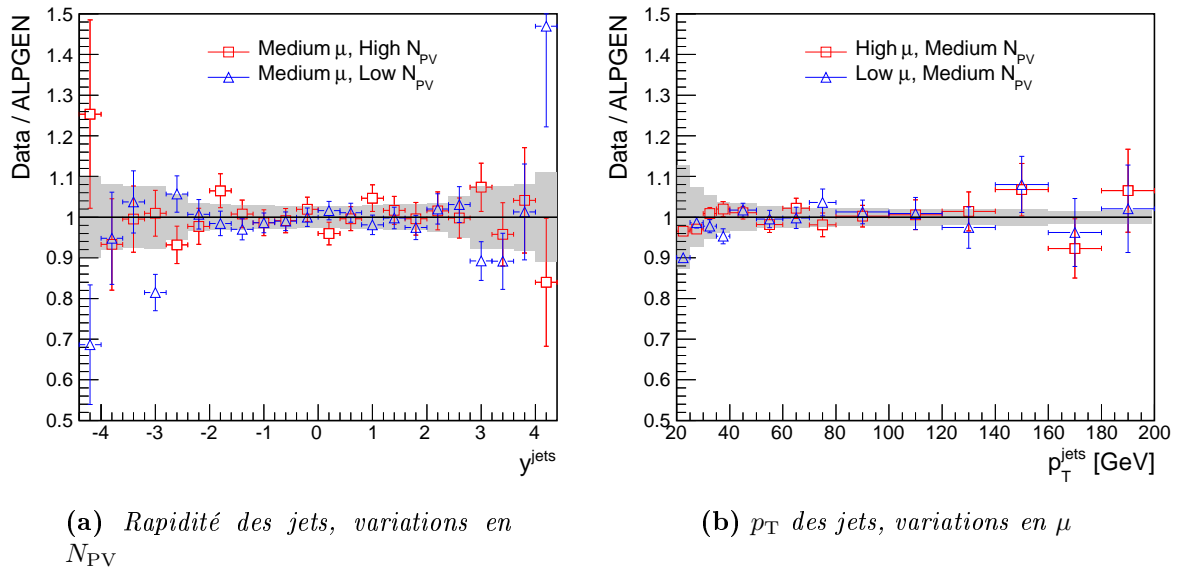 Data / ALPGEN
1.5
1.4
1.3
1.2
1.1
1
0.9
0.8
0.7
0.6
0.5
Medium μ, High N_PV
Medium μ, Low N_PV
-4 -3 -2 -1 0 1 2 3 4
y^jets
Data / ALPGEN
1.5
1.4
1.3
1.2
1.1
1
0.9
0.8
0.7
0.6
0.5
High μ, Medium N_PV
Low μ, Medium N_PV
20 40 60 80 100 120 140 160 180 200
p_T^jets [GeV]
(a) Rapidité des jets, variations en
N_PV
(b) p_T des jets, variations en μ